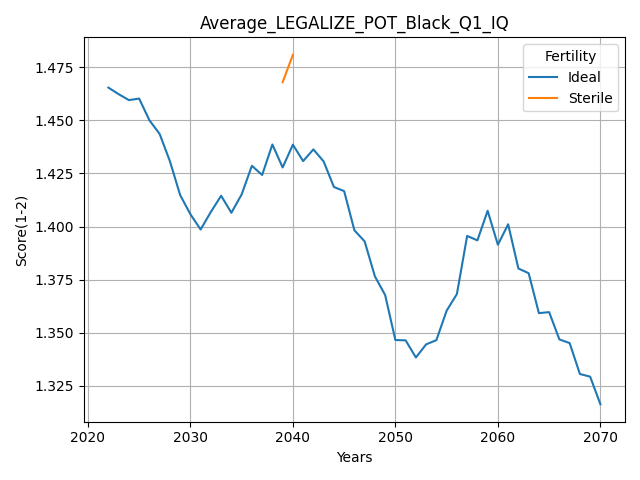 Average_LEGALIZE_POT_Black_Q1_IQ
Fertility
Ideal
Sterile
Score(1-2)
1.475
1.450
1.425
1.400
1.375
1.350
1.325
2020
2030
2040
2050
2060
2070
Years